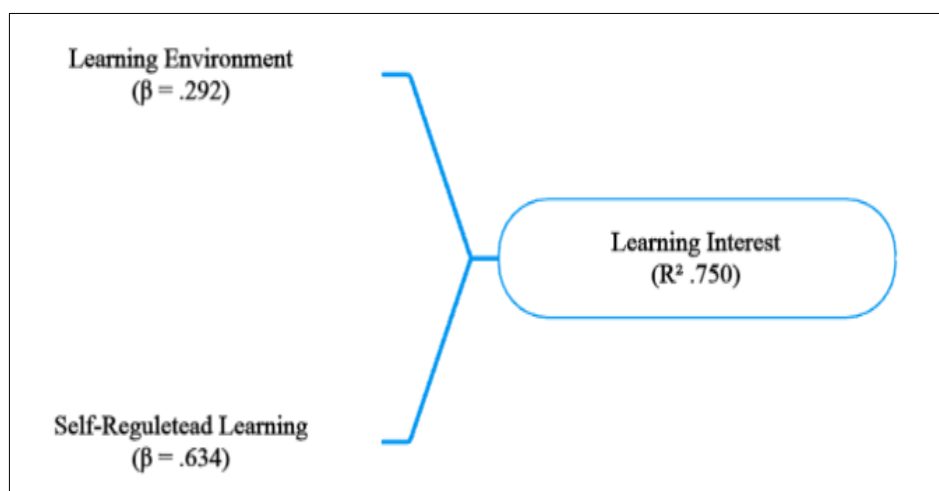 Learning Environment
(β = .292)
Learning Interest
(R² .750)
Self-Reguletead Learning
(β = .634)